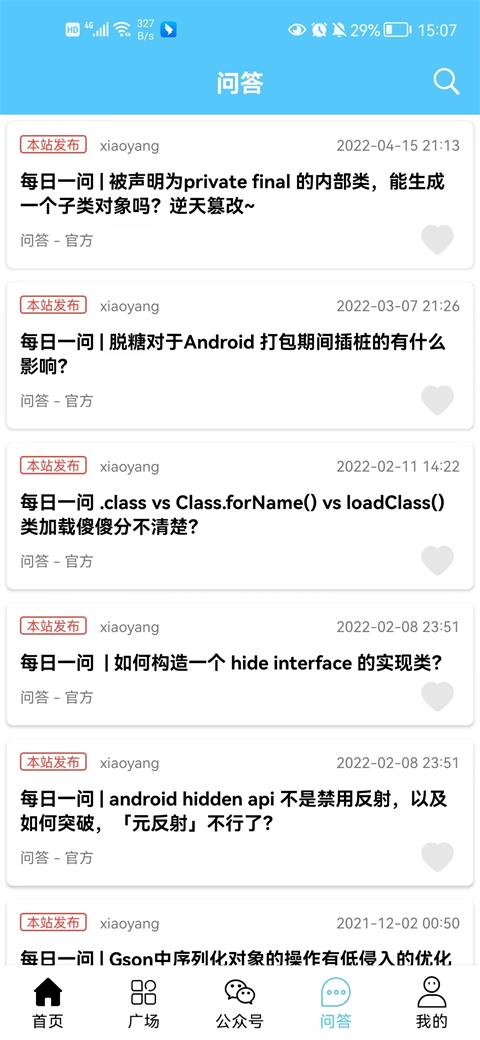 HD 4G 327 B/s 29% 15:07
问答
本站发布 xiaoyang 2022-04-15 21:13
每日一问 | 被声明为private final 的内部类，能生成
一个子类对象吗？逆天篡改~
问答 - 官方
本站发布 xiaoyang 2022-03-07 21:26
每日一问 | 脱糖对于Android 打包期间插桩的有什么
影响？
问答 - 官方
本站发布 xiaoyang 2022-02-11 14:22
每日一问 .class vs Class.forName() vs loadClass()
类加载傻傻分不清楚？
问答 - 官方
本站发布 xiaoyang 2022-02-08 23:51
每日一问 | 如何构造一个 hide interface 的实现类？
问答 - 官方
本站发布 xiaoyang 2022-02-08 23:51
每日一问 | android hidden api 不是禁用反射，以及
如何突破，「元反射」不行了？
问答 - 官方
本站发布 xiaoyang 2021-12-02 00:50
每日一问 | Gson中序列化对象的操作有低侵入的优化
首页 广场 公众号 问答 我的